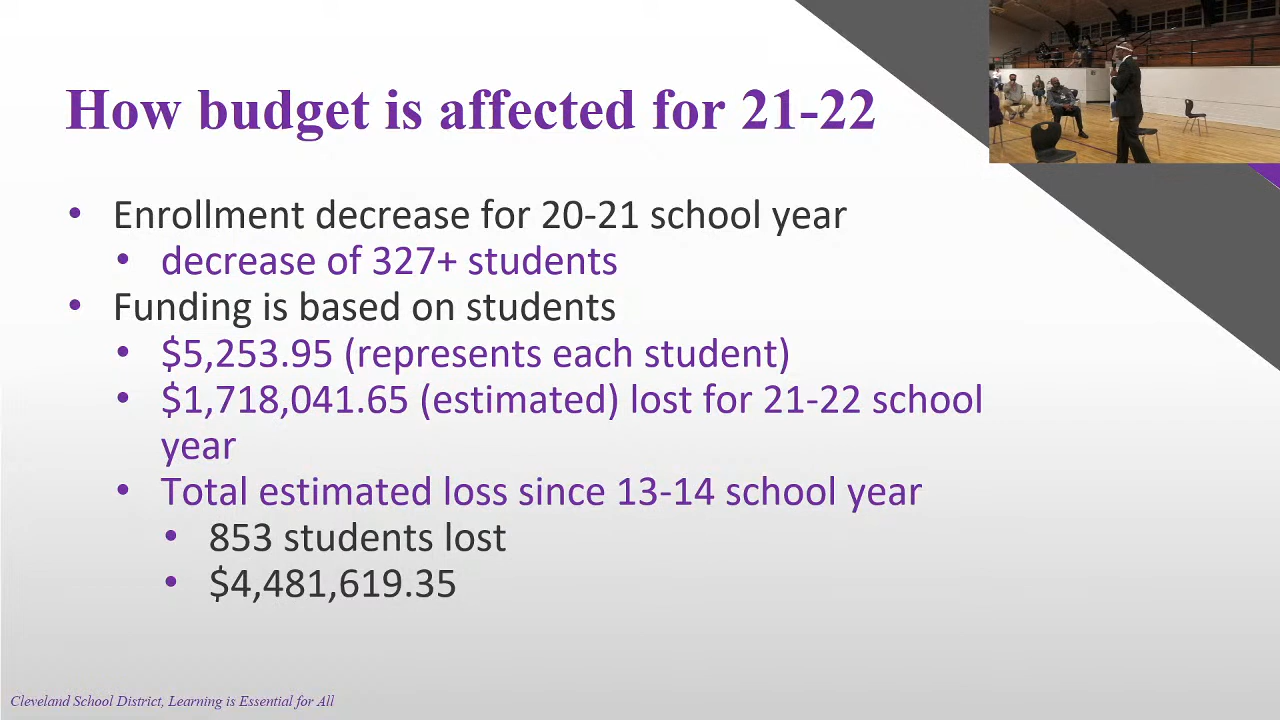 How budget is affected for 21-22
• Enrollment decrease for 20-21 school year
• decrease of 327+ students
• Funding is based on students
• $5,253.95 (represents each student)
• $1,718,041.65 (estimated) lost for 21-22 school
year
• Total estimated loss since 13-14 school year
• 853 students lost
• $4,481,619.35
Cleveland School District, Learning is Essential for All